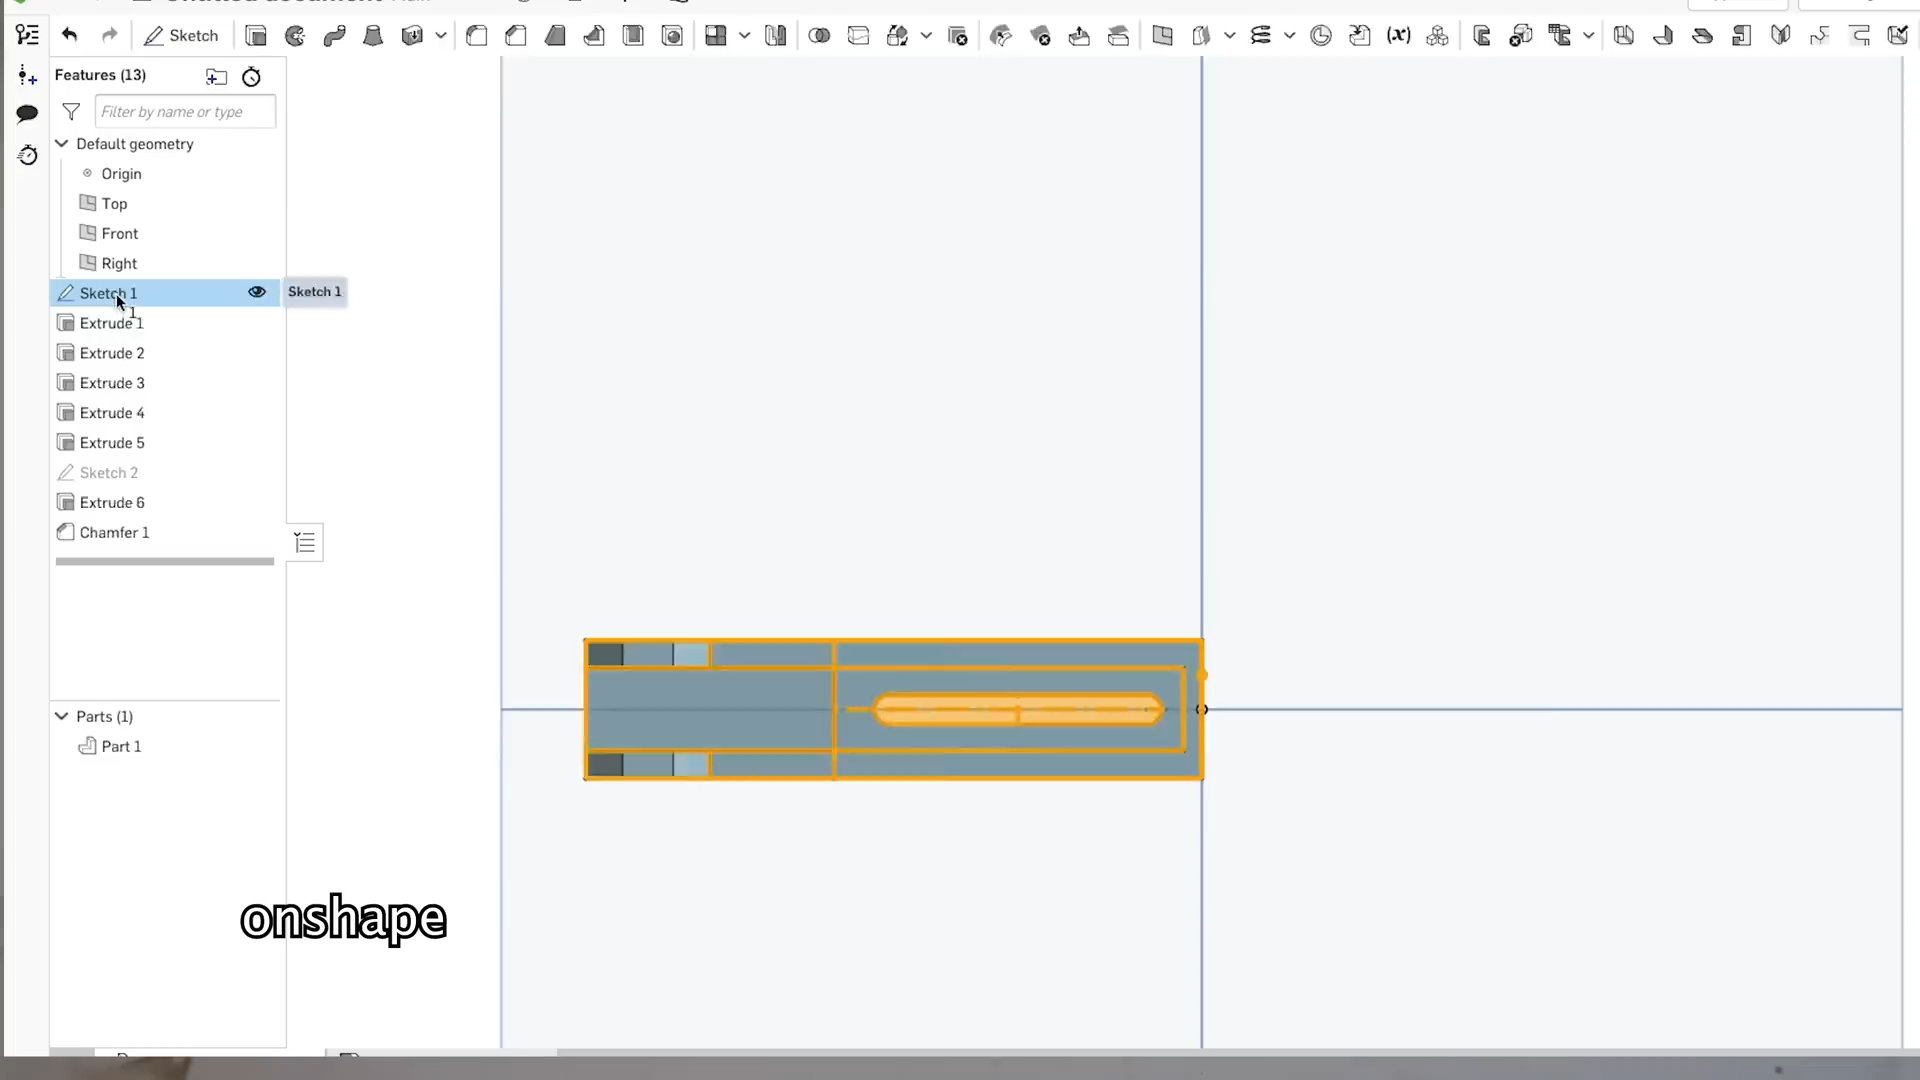 Sketch
(x)
Features (13)
Filter by name or type
Default geometry
Origin
Top
Front
Right
Sketch 1
Sketch 1
1
Extrude 1
Extrude 2
Extrude 3
Extrude 4
Extrude 5
Sketch 2
Extrude 6
Chamfer 1
Parts (1)
Part 1
onshape